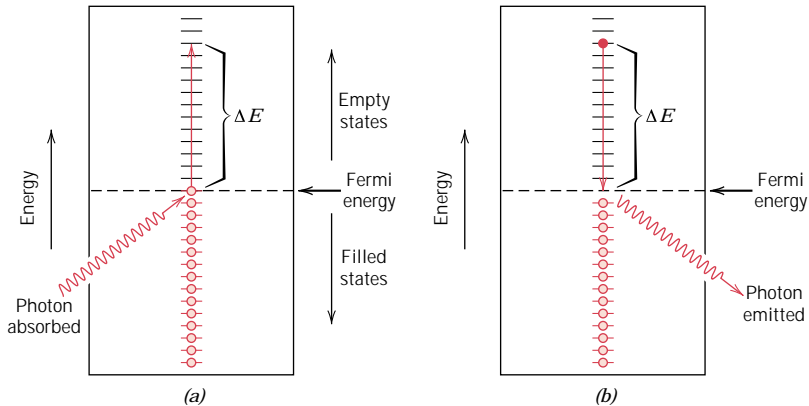 Energy
Photon
absorbed
ΔE
Empty
states
Fermi
energy
Filled
states
(a)
Energy
ΔE
Fermi
energy
Photon
emitted
(b)